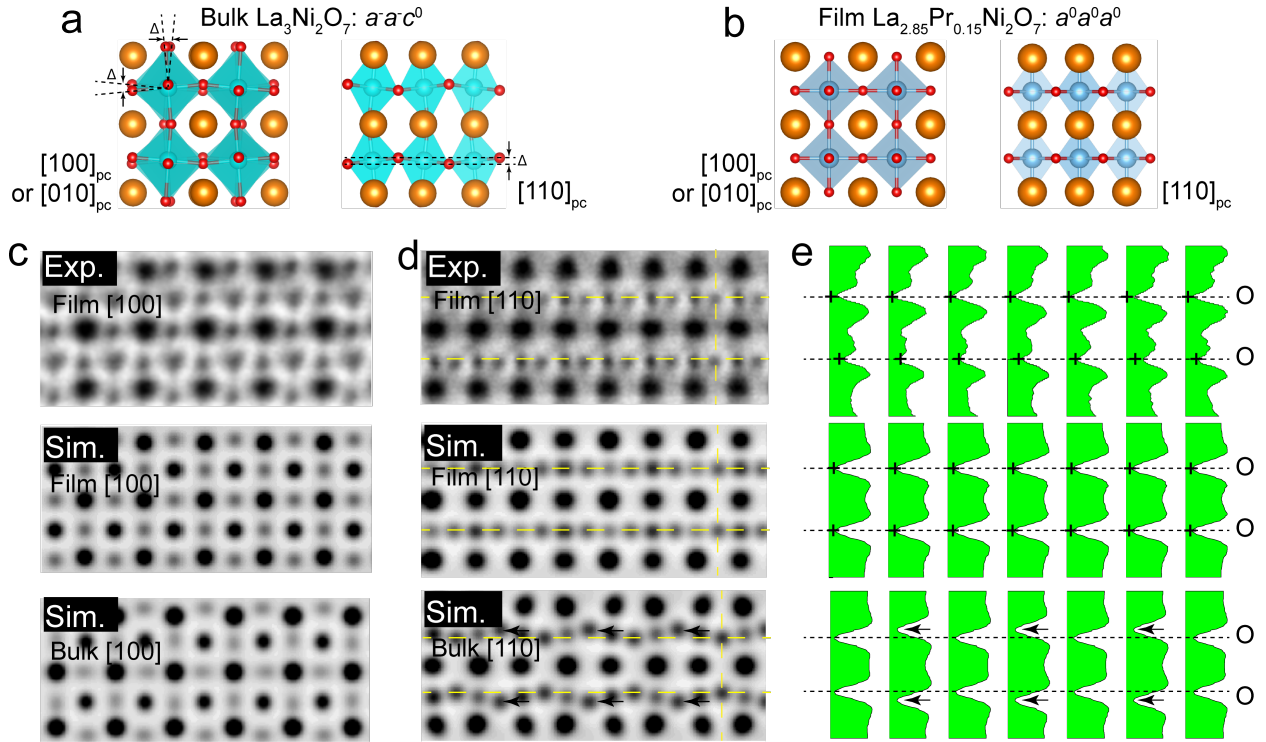 a Bulk La₃Ni₂O₇: a⁻a⁻c⁰
Δ
Δ
Δ
[100]pc
or [010]pc
[110]pc
b Film La₂.₈₅Pr₀.₁₅Ni₂O₇: a⁰a⁰a⁰
[100]pc
or [010]pc
[110]pc
c
Exp.
Film [100]
Sim.
Film [100]
Sim.
Bulk [100]
d
Exp.
Film [110]
Sim.
Film [110]
Sim.
Bulk [110]
e
O
O
O
O
O
O